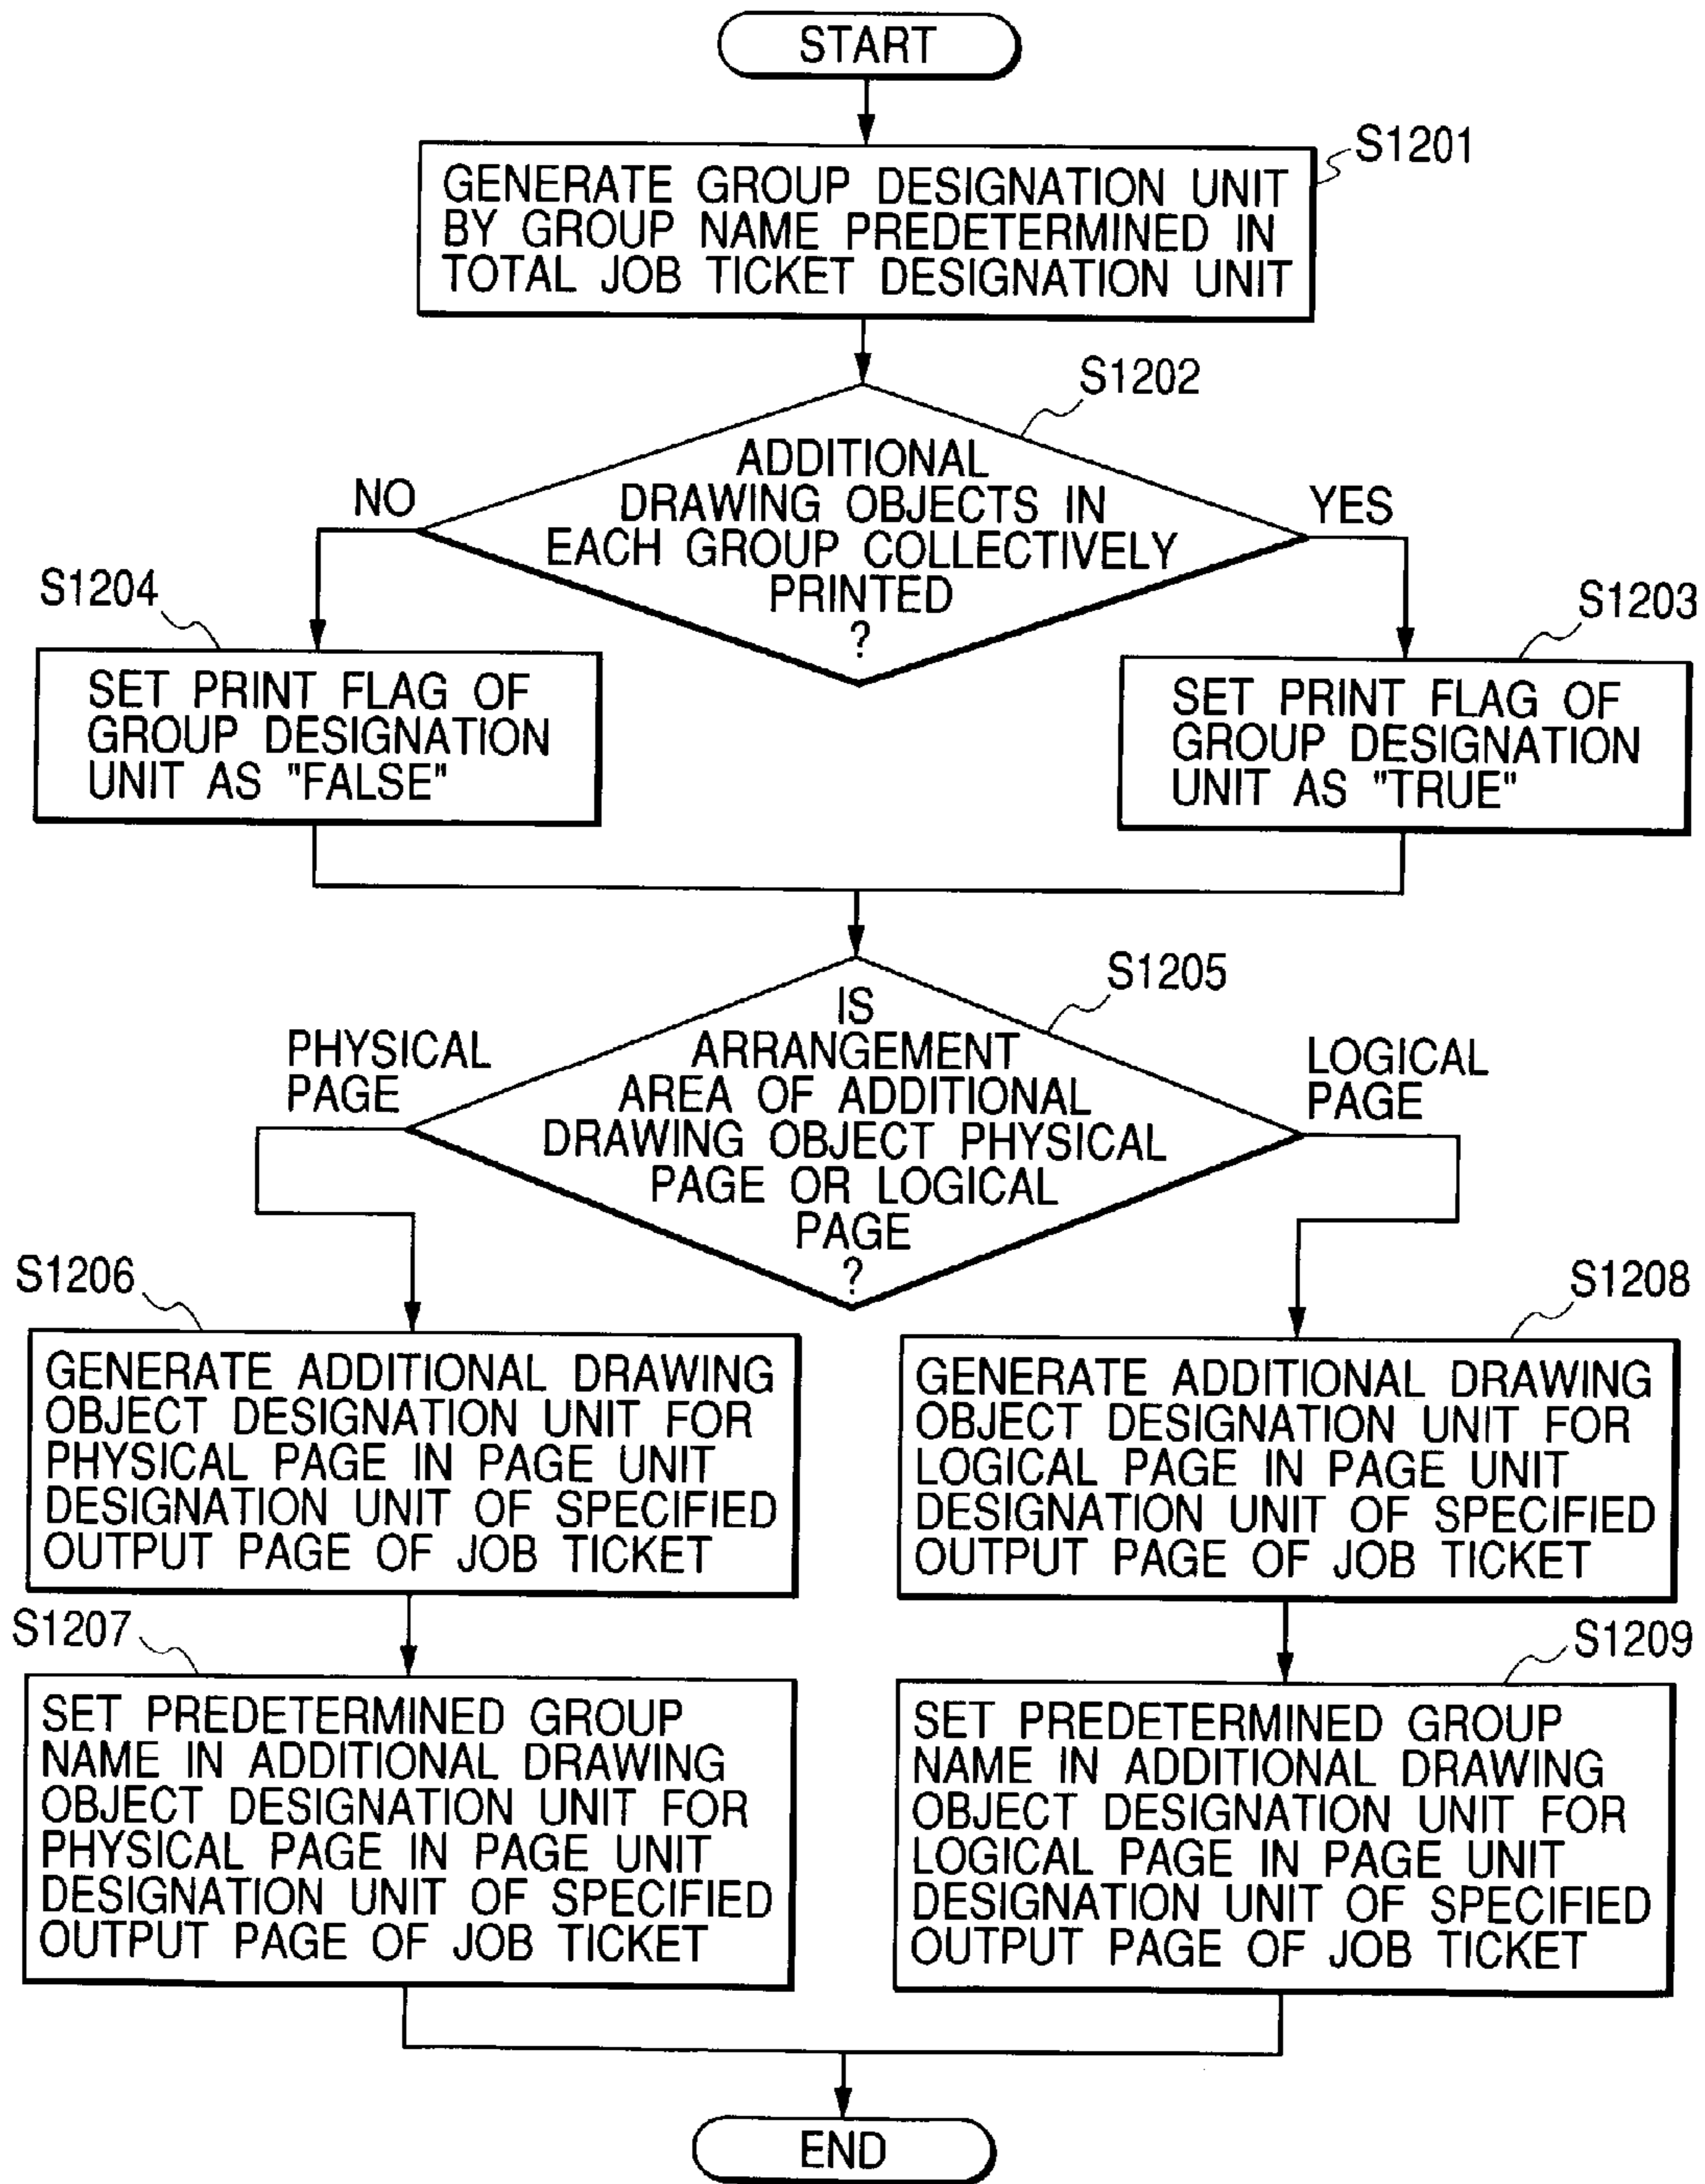 START
S1201
GENERATE GROUP DESIGNATION UNIT
BY GROUP NAME PREDETERMINED IN
TOTAL JOB TICKET DESIGNATION UNIT
S1202
ADDITIONAL
DRAWING OBJECTS IN
EACH GROUP COLLECTIVELY
PRINTED
?
NO
YES
S1204
SET PRINT FLAG OF
GROUP DESIGNATION
UNIT AS "FALSE"
S1203
SET PRINT FLAG OF
GROUP DESIGNATION
UNIT AS "TRUE"
S1205
IS
ARRANGEMENT
AREA OF ADDITIONAL
DRAWING OBJECT PHYSICAL
PAGE OR LOGICAL
PAGE
?
PHYSICAL
PAGE
LOGICAL
PAGE
S1206
GENERATE ADDITIONAL DRAWING
OBJECT DESIGNATION UNIT FOR
PHYSICAL PAGE IN PAGE UNIT
DESIGNATION UNIT OF SPECIFIED
OUTPUT PAGE OF JOB TICKET
S1208
GENERATE ADDITIONAL DRAWING
OBJECT DESIGNATION UNIT FOR
LOGICAL PAGE IN PAGE UNIT
DESIGNATION UNIT OF SPECIFIED
OUTPUT PAGE OF JOB TICKET
S1207
SET PREDETERMINED GROUP
NAME IN ADDITIONAL DRAWING
OBJECT DESIGNATION UNIT FOR
PHYSICAL PAGE IN PAGE UNIT
DESIGNATION UNIT OF SPECIFIED
OUTPUT PAGE OF JOB TICKET
S1209
SET PREDETERMINED GROUP
NAME IN ADDITIONAL DRAWING
OBJECT DESIGNATION UNIT FOR
LOGICAL PAGE IN PAGE UNIT
DESIGNATION UNIT OF SPECIFIED
OUTPUT PAGE OF JOB TICKET
END